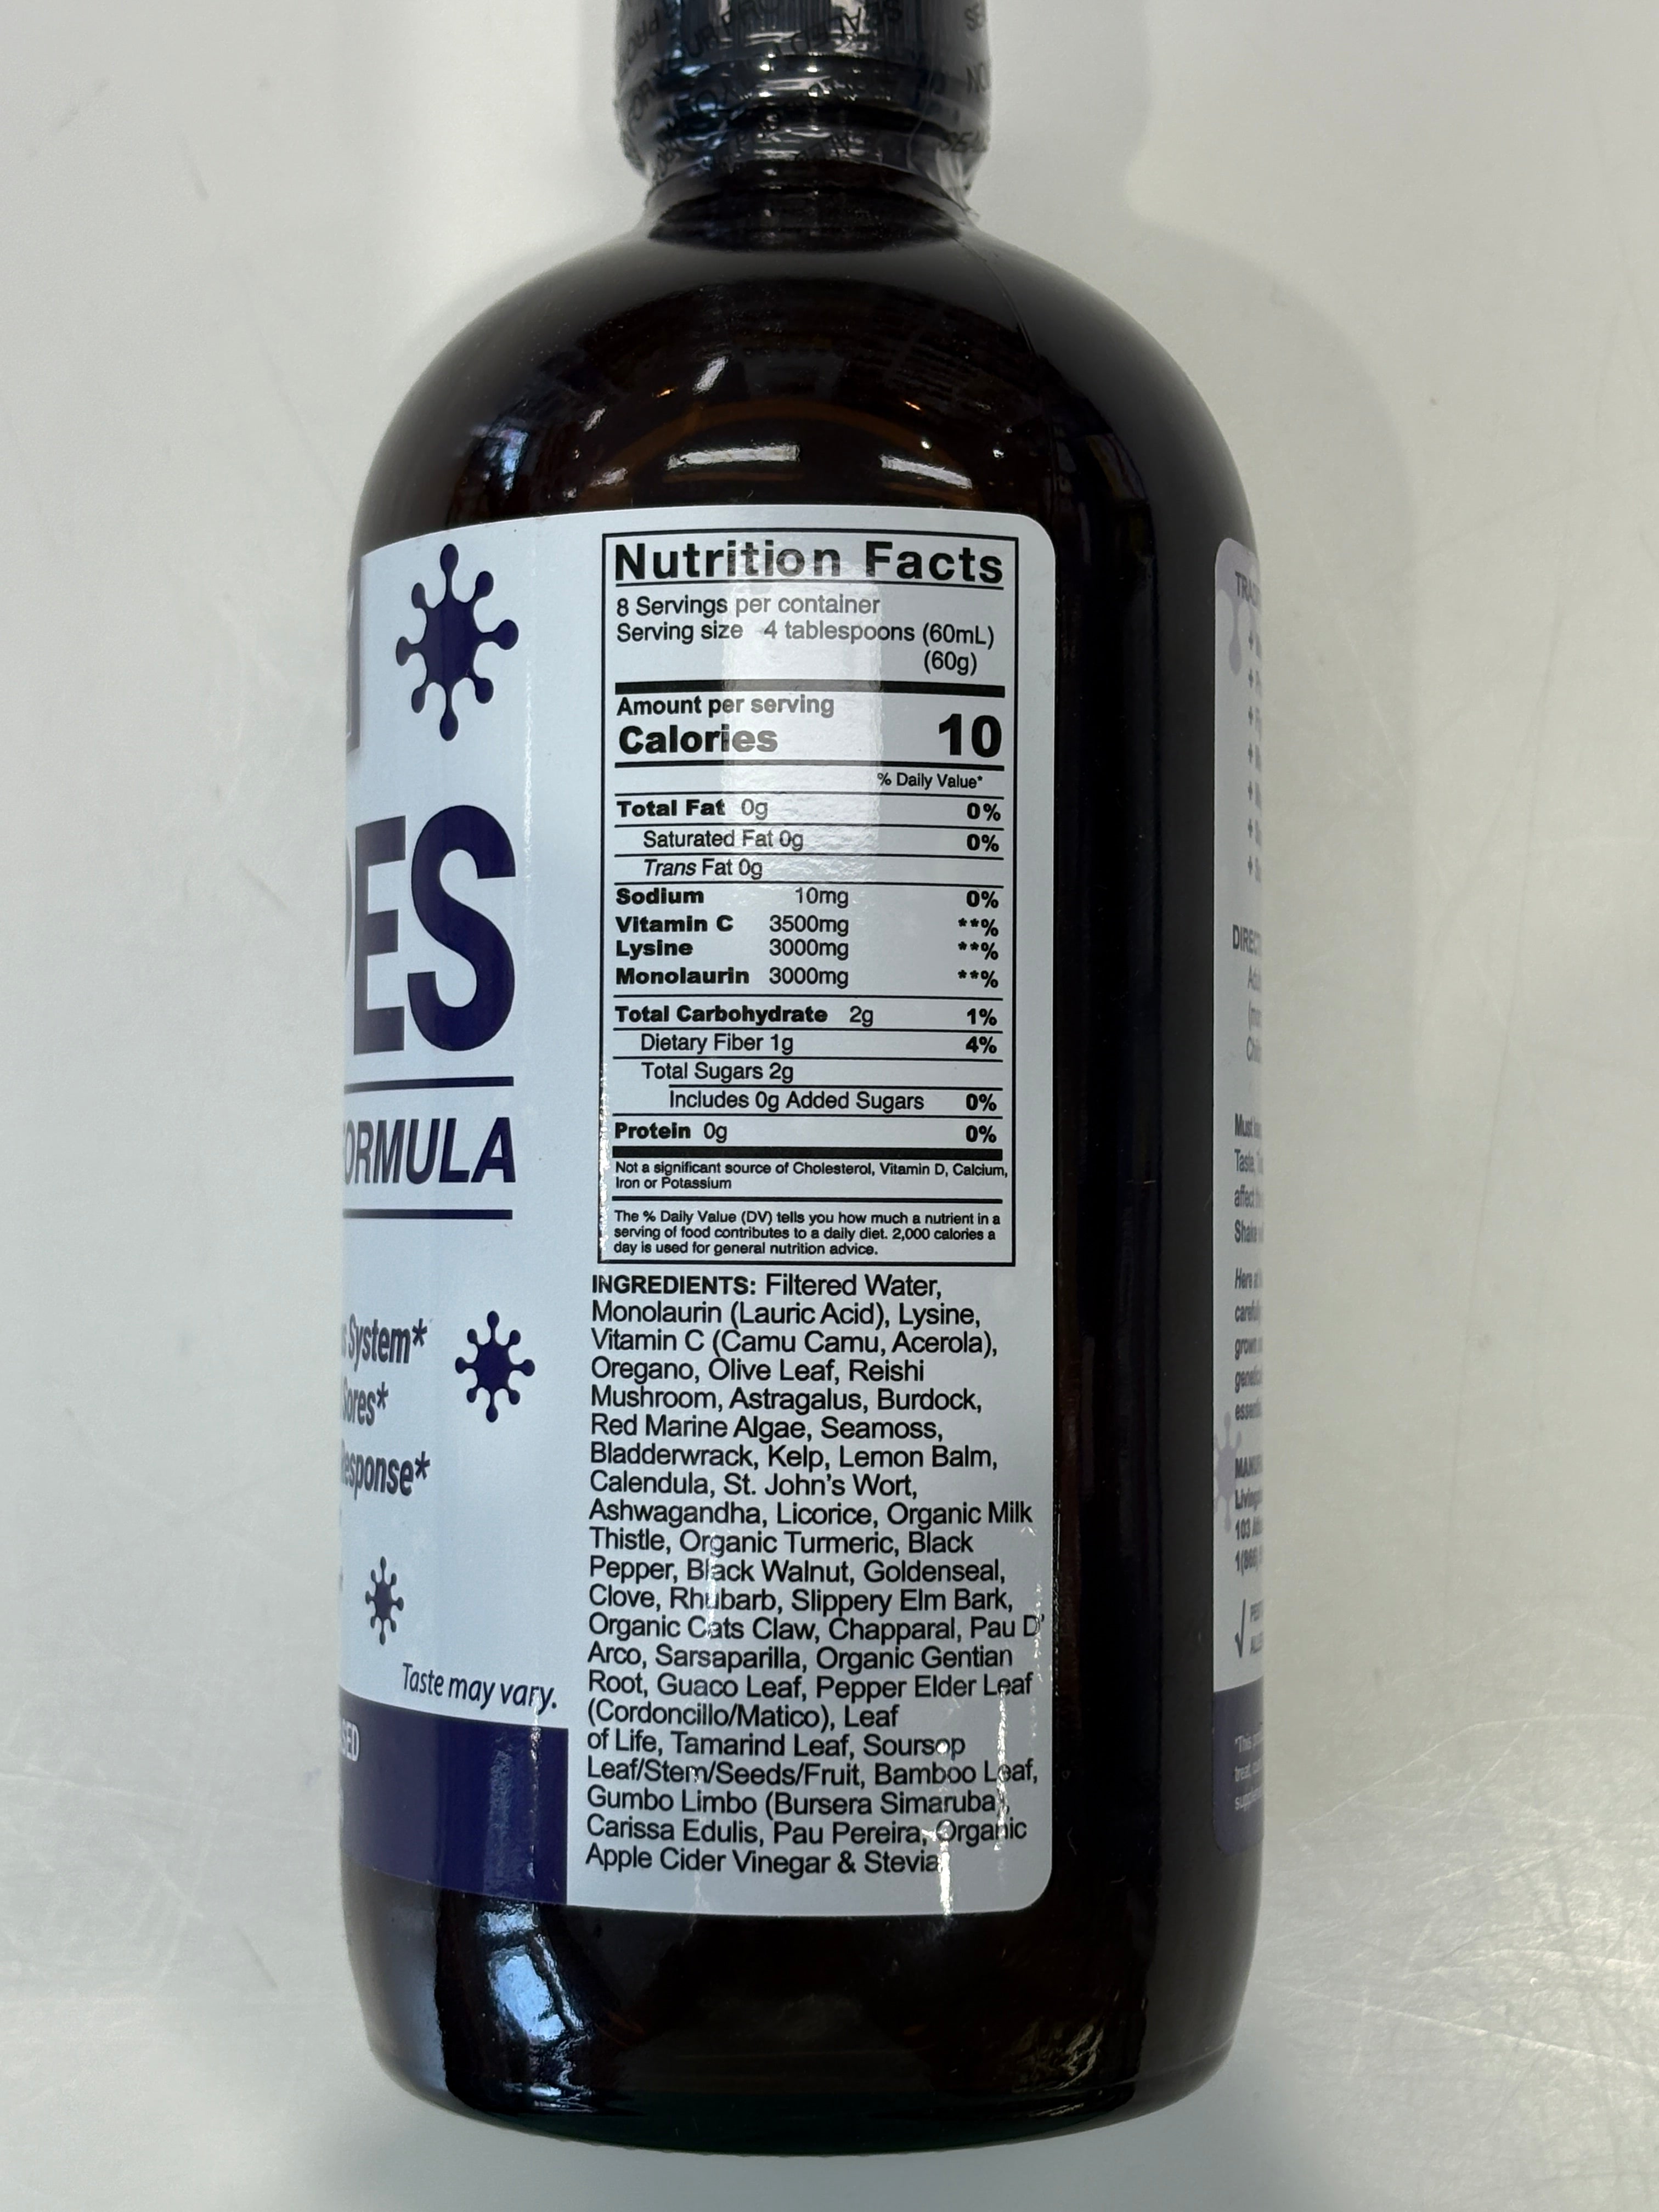 Nutrition Facts
8 Servings per container
Serving size 4 tablespoons (60mL)
(60g)
Amount per serving
Calories 10
% Daily Value*
Total Fat 0g 0%
Saturated Fat 0g 0%
Trans Fat 0g
Sodium 10mg 0%
Vitamin C 3500mg **%
Lysine 3000mg **%
Monolaurin 3000mg **%
Total Carbohydrate 2g 1%
Dietary Fiber 1g 4%
Total Sugars 2g
Includes 0g Added Sugars 0%
Protein 0g 0%
Not a significant source of Cholesterol, Vitamin D, Calcium,
Iron or Potassium
The % Daily Value (DV) tells you how much a nutrient in a
serving of food contributes to a daily diet. 2,000 calories a
day is used for general nutrition advice.
INGREDIENTS: Filtered Water,
Monolaurin (Lauric Acid), Lysine,
Vitamin C (Camu Camu, Acerola),
Oregano, Olive Leaf, Reishi
Mushroom, Astragalus, Burdock,
Red Marine Algae, Seamoss,
Bladderwrack, Kelp, Lemon Balm,
Calendula, St. John's Wort,
Ashwagandha, Licorice, Organic Milk
Thistle, Organic Turmeric, Black
Pepper, Black Walnut, Goldenseal,
Clove, Rhubarb, Slippery Elm Bark,
Organic Cats Claw, Chapparal, Pau D'
Arco, Sarsaparilla, Organic Gentian
Root, Guaco Leaf, Pepper Elder Leaf
(Cordoncillo/Matico), Leaf
of Life, Tamarind Leaf, Soursop
Leaf/Stem/Seeds/Fruit, Bamboo Leaf,
Gumbo Limbo (Bursera Simaruba),
Carissa Edulis, Pau Pereira, Organic
Apple Cider Vinegar & Stevia
DES
ORMULA
System*
Sores*
Response*
Taste may vary.
SED
Must
Taste,
affect
Shake
103